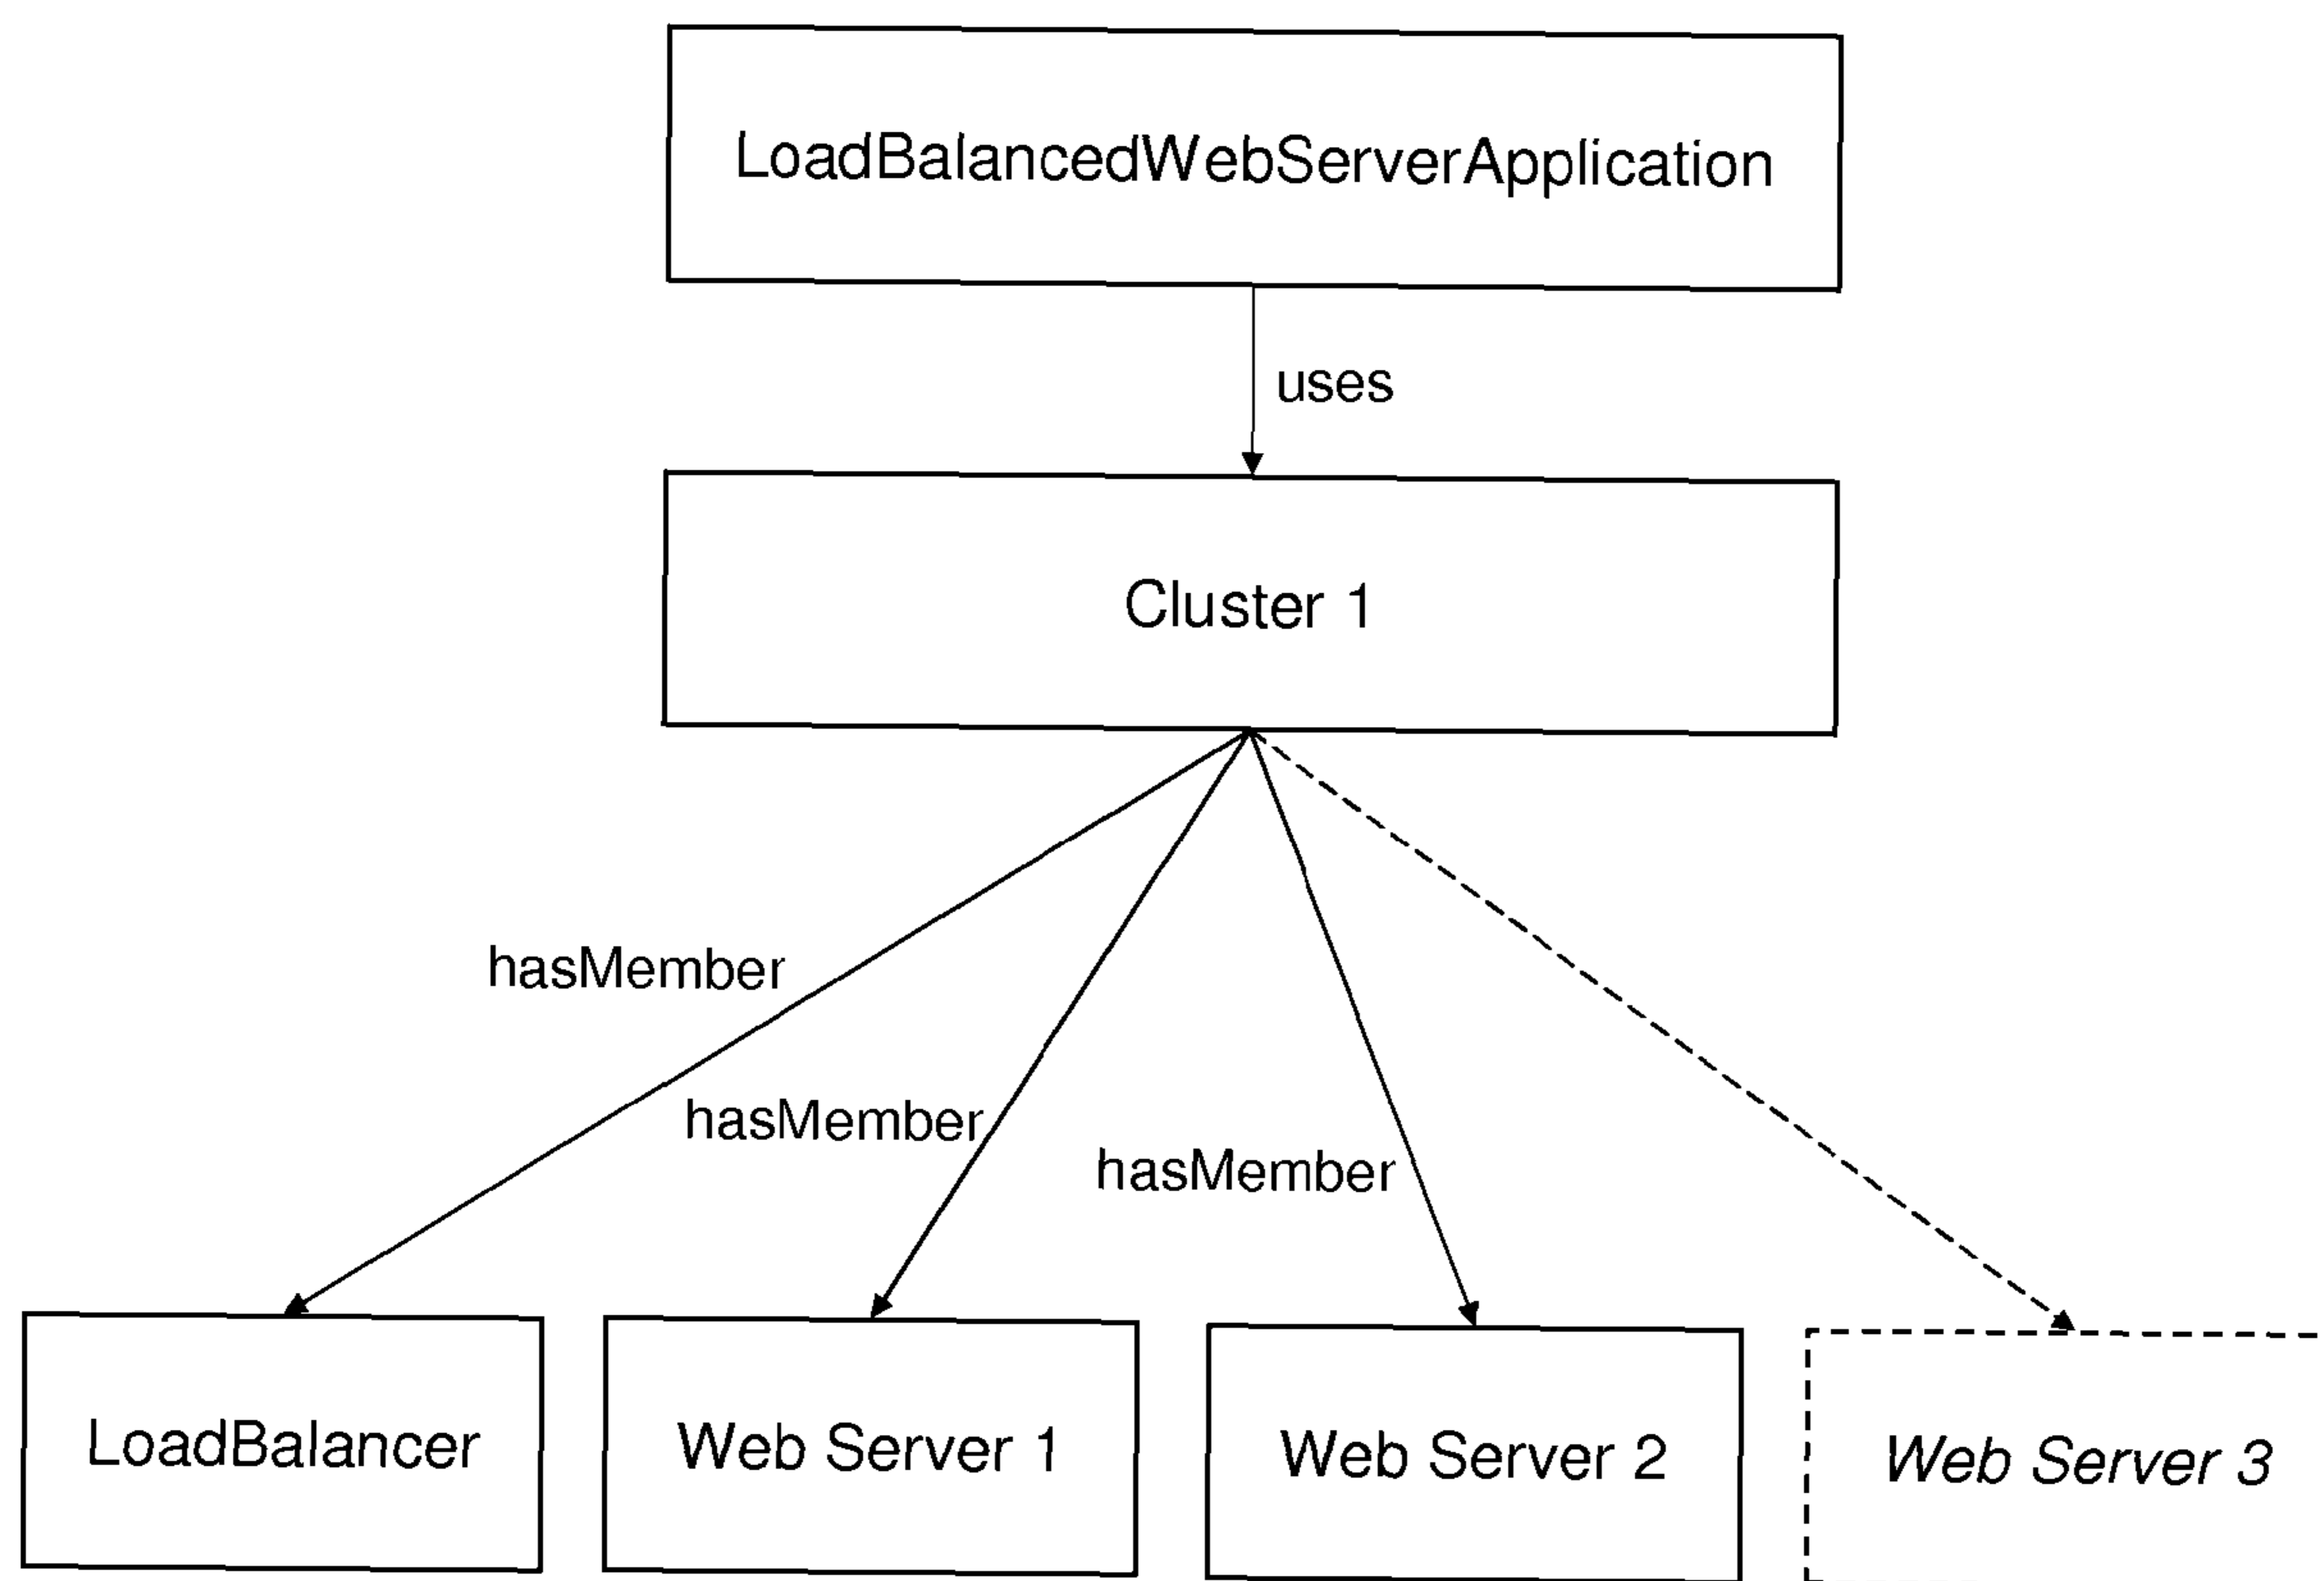 LoadBalancedWebServerApplication
uses
Cluster 1
hasMember
hasMember
hasMember
LoadBalancer
Web Server 1
Web Server 2
Web Server 3